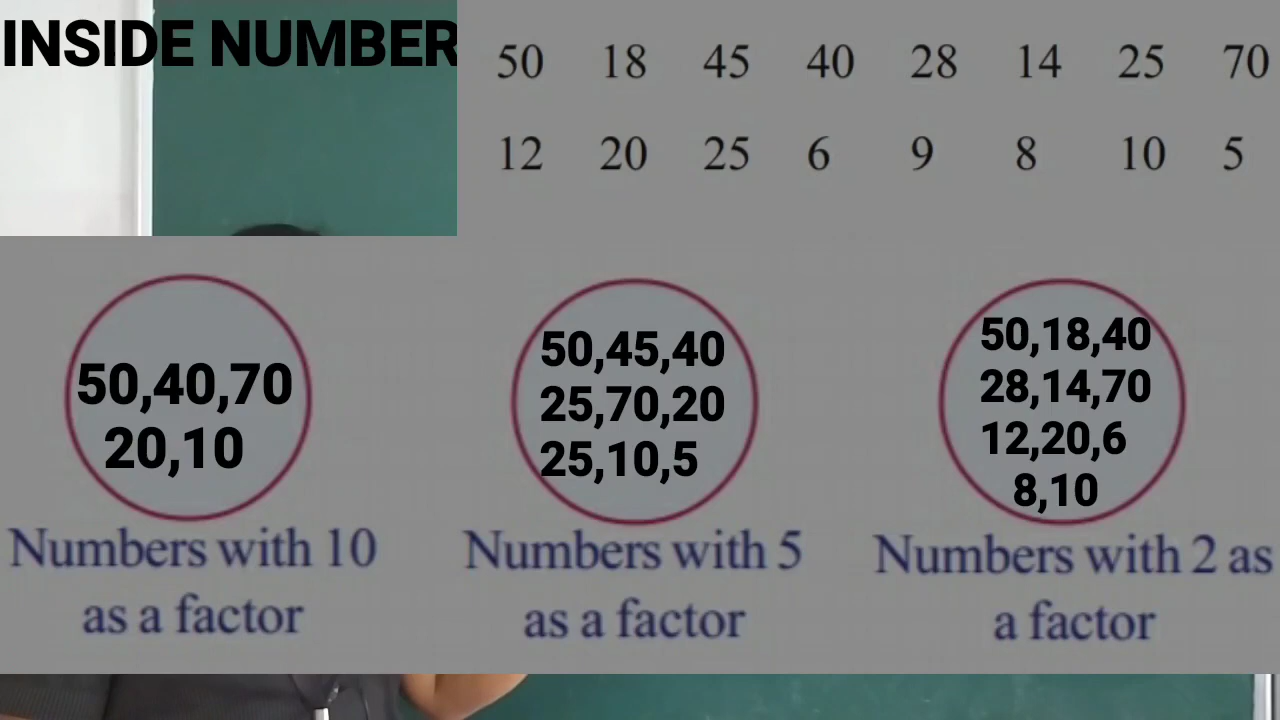 INSIDE NUMBER
50 18 45 40 28 14 25 70
12 20 25 6 9 8 10 5
50,40,70
20,10
Numbers with 10
as a factor
50,45,40
25,70,20
25,10,5
Numbers with 5
as a factor
50,18,40
28,14,70
12,20,6
8,10
Numbers with 2 as
a factor